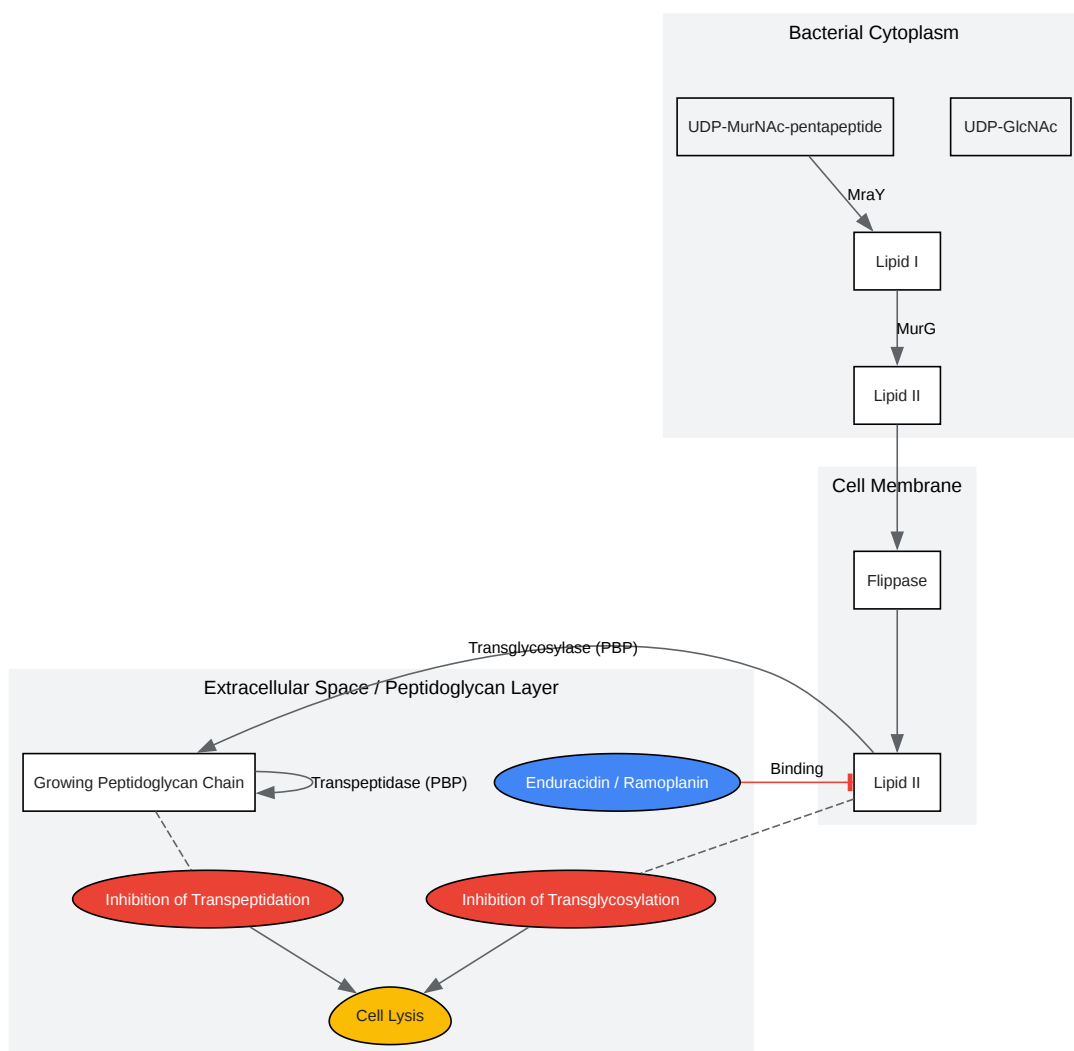 Bacterial Cytoplasm
UDP-MurNAc-pentapeptide
UDP-GlcNAc
MraY
Lipid I
MurG
Lipid II
Cell Membrane
Flippase
Transglycosylase (PBP)
Extracellular Space / Peptidoglycan Layer
Growing Peptidoglycan Chain
Transpeptidase (PBP)
Enduracidin / Ramoplanin
Binding
Lipid II
Inhibition of Transpeptidation
Inhibition of Transglycosylation
Cell Lysis